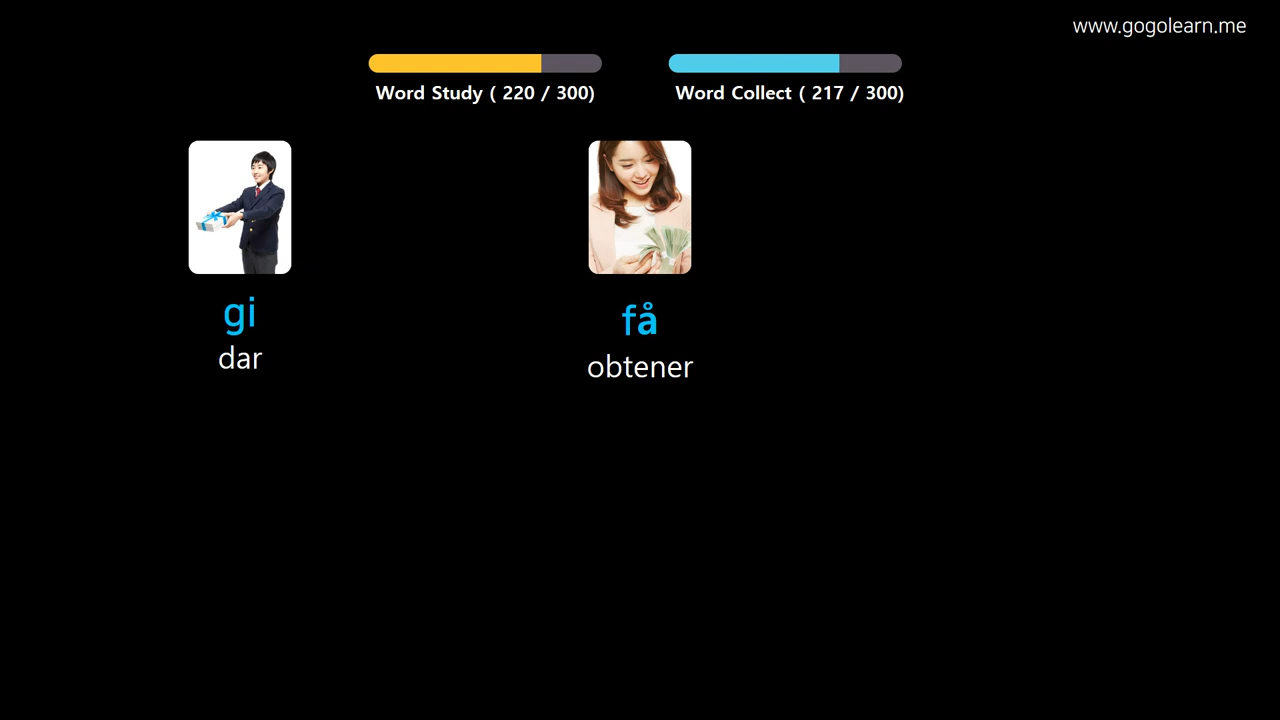 www.gogolearn.me
Word Study ( 220 / 300)
Word Collect ( 217 / 300)
gi
dar
få
obtener